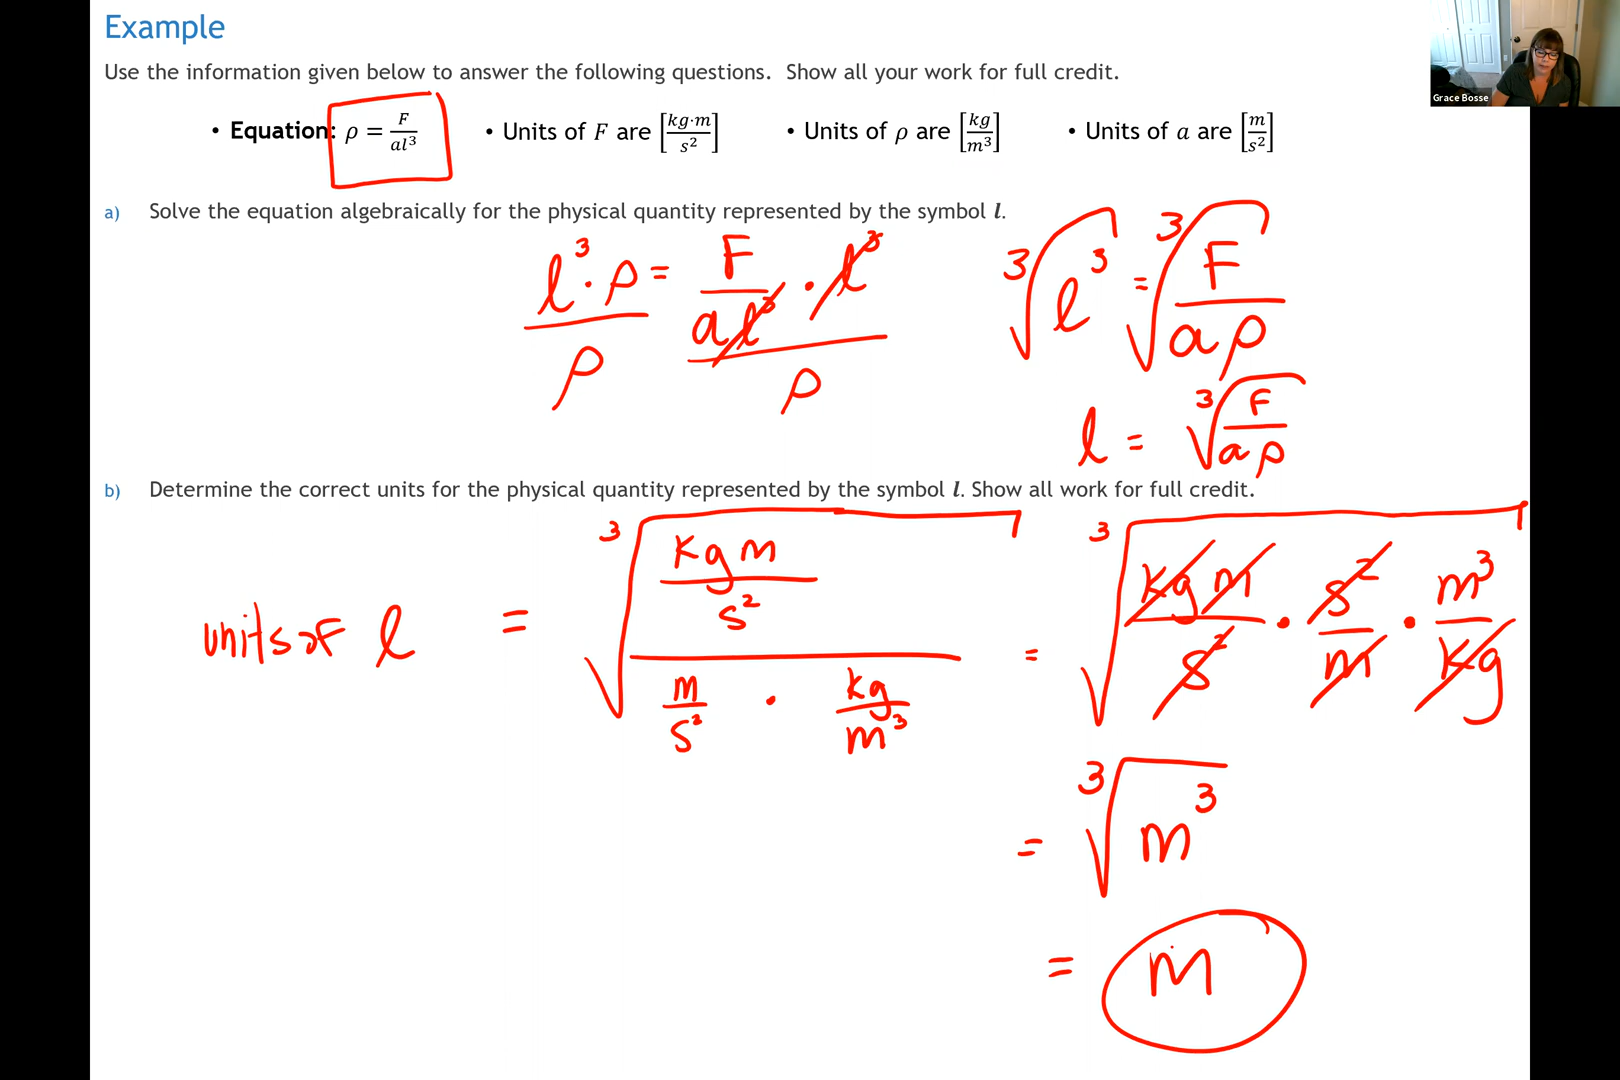 Example
Grace Bosse
Use the information given below to answer the following questions. Show all your work for full credit.
• Equation: ρ = F/al³ • Units of F are [kg·m/s²] • Units of ρ are [kg/m³] • Units of a are [m/s²]
a) Solve the equation algebraically for the physical quantity represented by the symbol l.
l³·ρ/ρ = F/al³ · l³/ρ
∛l³ = ∛F/aρ
l = ∛F/aρ
b) Determine the correct units for the physical quantity represented by the symbol l. Show all work for full credit.
units of l = ∛(kg m/s²)/(m/s² · kg/m³) = ∛kg m/s² · s²/m · m³/kg
= ∛m³
= m